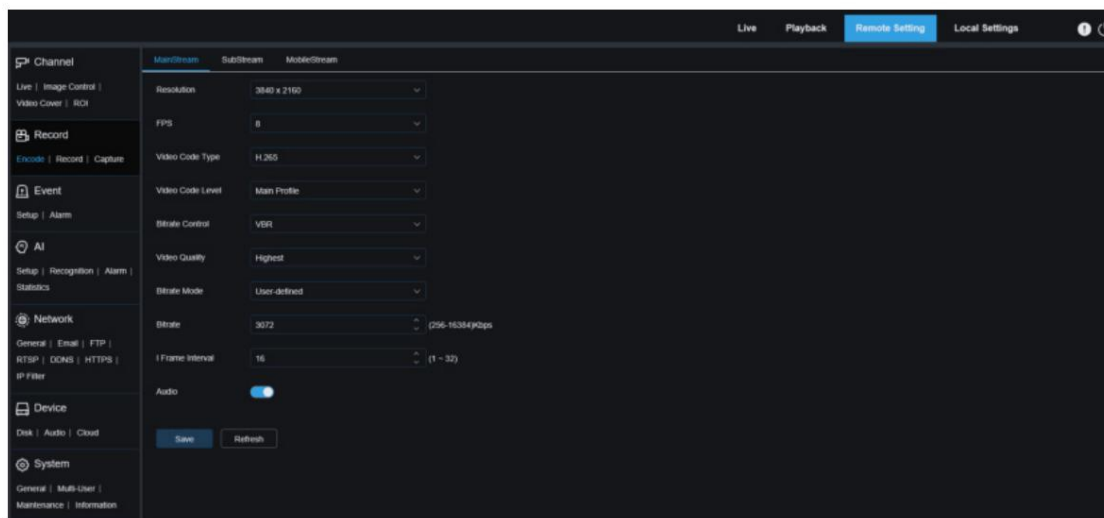 Live Playback Remote Setting Local Settings
Channel
Live | Image Control |
Video Cover | ROI
Record
Encode | Record | Capture
Event
Setup | Alarm
AI
Setup | Recognition | Alarm |
Statistics
Network
General | Email | FTP |
RTSP | DDNS | HTTPS |
IP Filter
Device
Disk | Audio | Cloud
System
General | Multi-User |
Maintenance | Information
MainStream SubStream MobileStream
Resolution 3840 x 2160
FPS 8
Video Code Type H.265
Video Code Level Main Profile
Bitrate Control VBR
Video Quality Highest
Bitrate Mode User-defined
Bitrate 3072 (256-16384)Kbps
I Frame Interval 16 (1 ~ 32)
Audio
Save Refresh